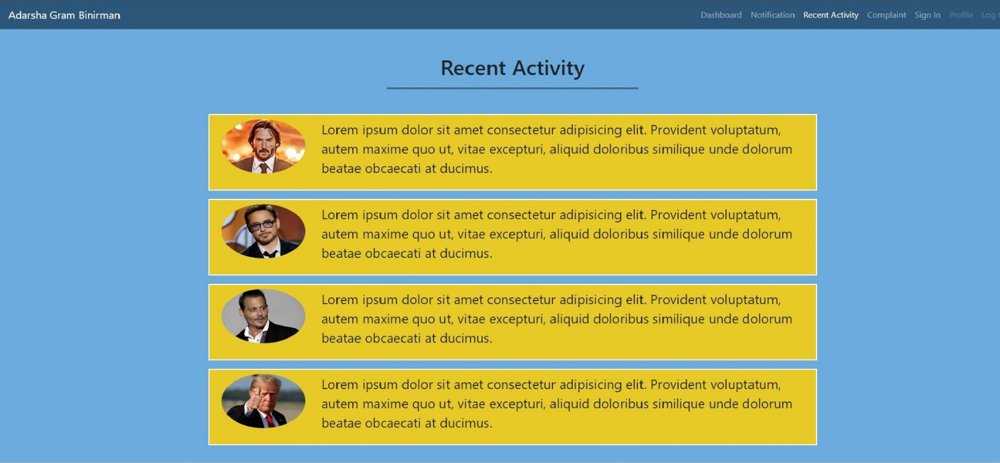 Adarsha Gram Binirman
Dashboard Notification Recent Activity Complaint Sign In Profile Log
Recent Activity
Lorem ipsum dolor sit amet consectetur adipisicing elit. Provident voluptatum,
autem maxime quo ut, vitae excepturi, aliquid doloribus similique unde dolorum
beatae obcaecati at ducimus.
Lorem ipsum dolor sit amet consectetur adipisicing elit. Provident voluptatum,
autem maxime quo ut, vitae excepturi, aliquid doloribus similique unde dolorum
beatae obcaecati at ducimus.
Lorem ipsum dolor sit amet consectetur adipisicing elit. Provident voluptatum,
autem maxime quo ut, vitae excepturi, aliquid doloribus similique unde dolorum
beatae obcaecati at ducimus.
Lorem ipsum dolor sit amet consectetur adipisicing elit. Provident voluptatum,
autem maxime quo ut, vitae excepturi, aliquid doloribus similique unde dolorum
beatae obcaecati at ducimus.